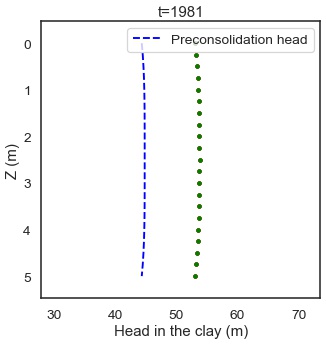 t=1981
Preconsolidation head
0
1
2
3
4
5
Z (m)
30 40 50 60 70
Head in the clay (m)